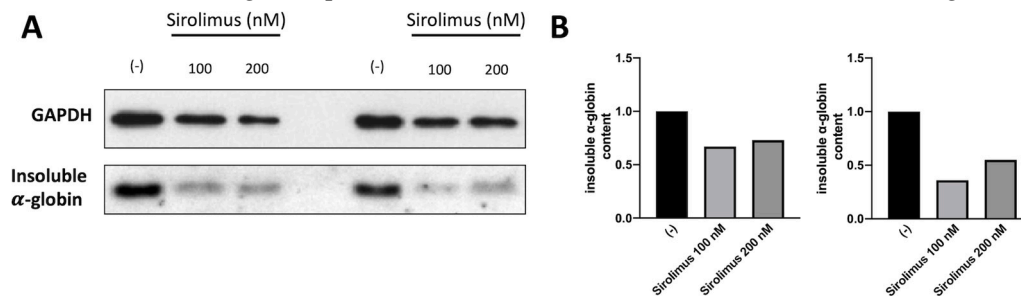 A
Sirolimus (nM)
Sirolimus (nM)
(-)
100
200
(-)
100
200
GAPDH
Insoluble
α-globin
B
insoluble α-globin
content
1.5
1.0
0.5
0.0
(-)
Sirolimus 100 nM
Sirolimus 200 nM
insoluble α-globin
content
1.5
1.0
0.5
0.0
(-)
Sirolimus 100 nM
Sirolimus 200 nM